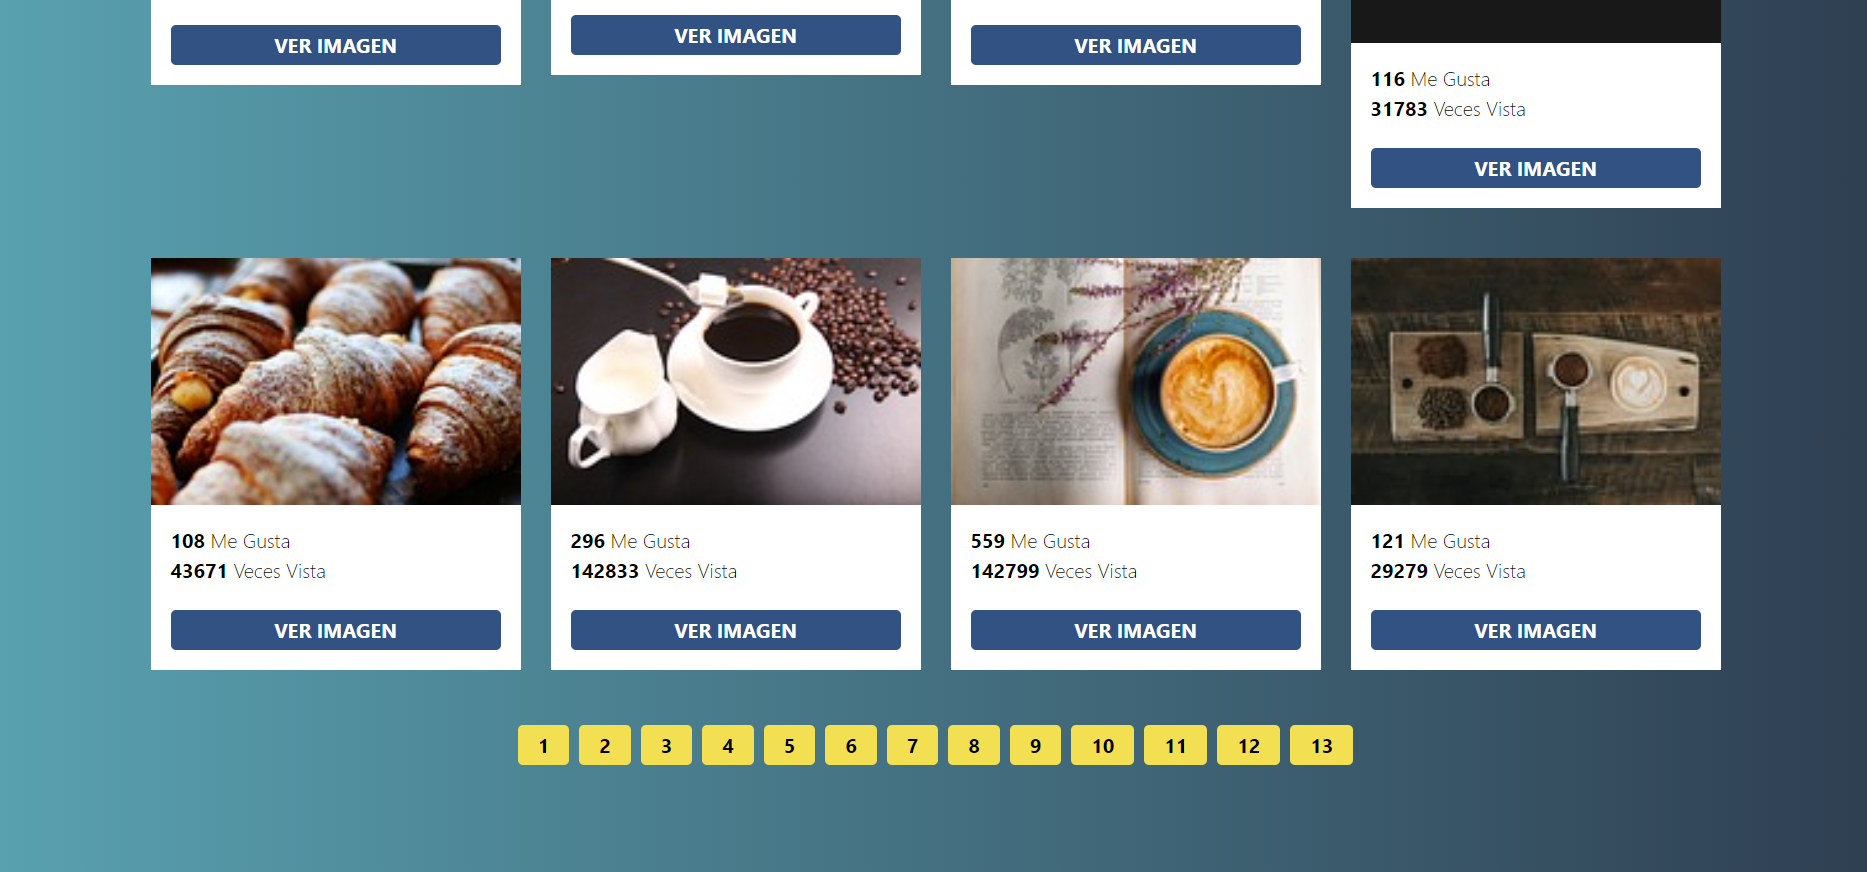 VER IMAGEN
VER IMAGEN
VER IMAGEN
116 Me Gusta
31783 Veces Vista
VER IMAGEN
108 Me Gusta
43671 Veces Vista
VER IMAGEN
296 Me Gusta
142833 Veces Vista
VER IMAGEN
559 Me Gusta
142799 Veces Vista
VER IMAGEN
121 Me Gusta
29279 Veces Vista
VER IMAGEN
1 2 3 4 5 6 7 8 9 10 11 12 13